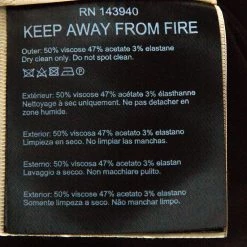 RN 143940
KEEP AWAY FROM FIRE
Outer: 50% viscose 47% acetato 3% elastane
Dry clean only. Do not spot clean.
Extérieur: 50% viscose 47% acétate 3% élasthanne
Nettoyage à sec uniquement. Ne pas détacher en
zone humide.
Exterior: 50% viscosa 47% acetato 3% elastano
Limpieza en seco. No limpiar las manchas.
Esterno: 50% viscosa 47% acetato 3% elastan
Lavaggio a secco. Non macchiare pulito.
Exterior: 50% viscose 47% acetato 3% elastano
Somente limpeza a seco. Não manchar limpo.